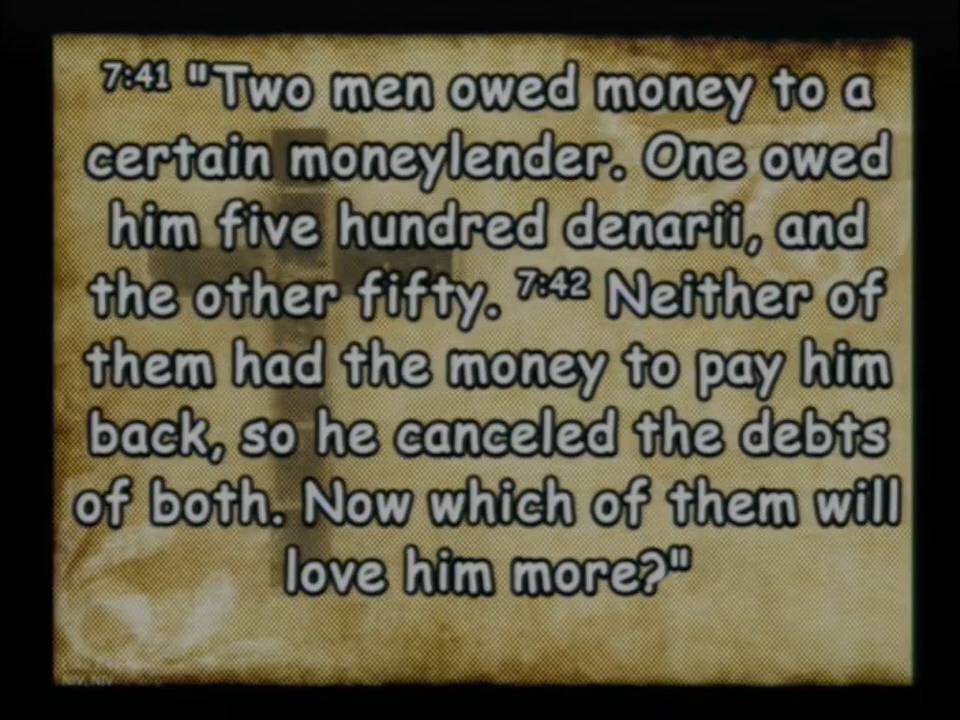 7:41 "Two men owed money to a
certain moneylender. One owed
him five hundred denarii, and
the other fifty. 7:42 Neither of
them had the money to pay him
back, so he canceled the debts
of both. Now which of them will
love him more?"
NIV, NIV